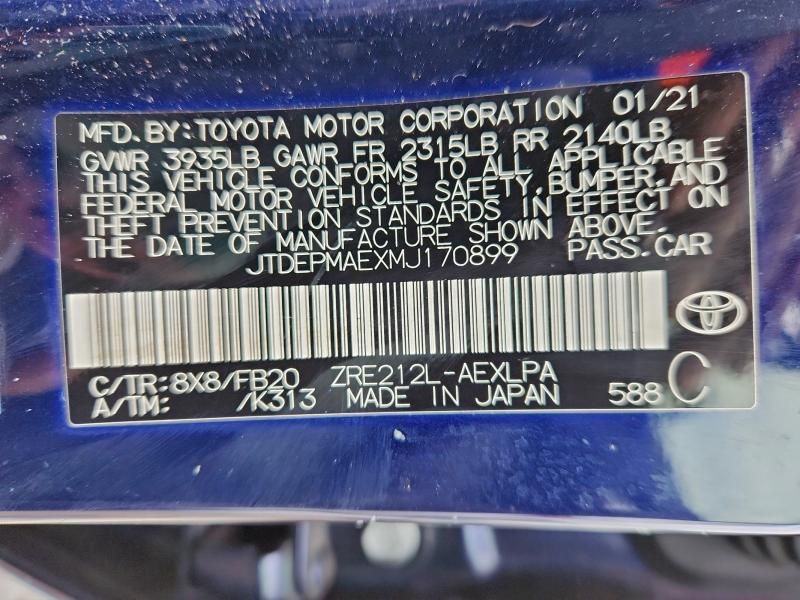 MFD. BY: TOYOTA MOTOR CORPORATION 01/21
GVWR 3935LB GAWR FR 2315LB RR 2140LB
THIS VEHICLE CONFORMS TO ALL APPLICABLE
FEDERAL MOTOR VEHICLE SAFETY, BUMPER, AND
THEFT PREVENTION STANDARDS IN EFFECT ON
THE DATE OF MANUFACTURE SHOWN ABOVE.
JTDEPMAEXMJ170899 PASS. CAR
C/TR: 8X8/FB20 ZRE212L-AEXLPA
A/TM: /K313 MADE IN JAPAN 588 C